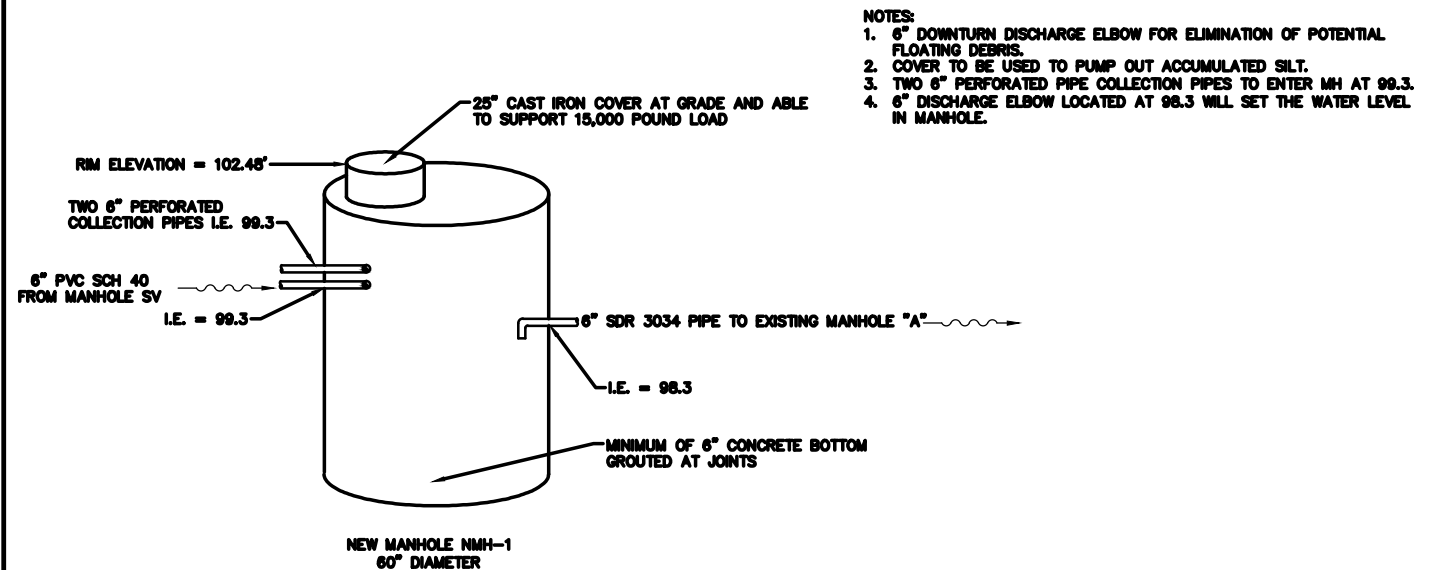 NOTES:
1. 6" DOWNTURN DISCHARGE ELBOW FOR ELIMINATION OF POTENTIAL
FLOATING DEBRIS.
2. COVER TO BE USED TO PUMP OUT ACCUMULATED SILT.
3. TWO 6" PERFORATED PIPE COLLECTION PIPES TO ENTER MH AT 99.3.
4. 6" DISCHARGE ELBOW LOCATED AT 98.3 WILL SET THE WATER LEVEL
IN MANHOLE.
25" CAST IRON COVER AT GRADE AND ABLE
TO SUPPORT 15,000 POUND LOAD
RIM ELEVATION = 102.48'
TWO 6" PERFORATED
COLLECTION PIPES I.E. 99.3
6" PVC SCH 40
FROM MANHOLE SV
I.E. = 99.3
6" SDR 3034 PIPE TO EXISTING MANHOLE "A"
I.E. = 98.3
MINIMUM OF 6" CONCRETE BOTTOM
GROUTED AT JOINTS
NEW MANHOLE NMH-1
60" DIAMETER